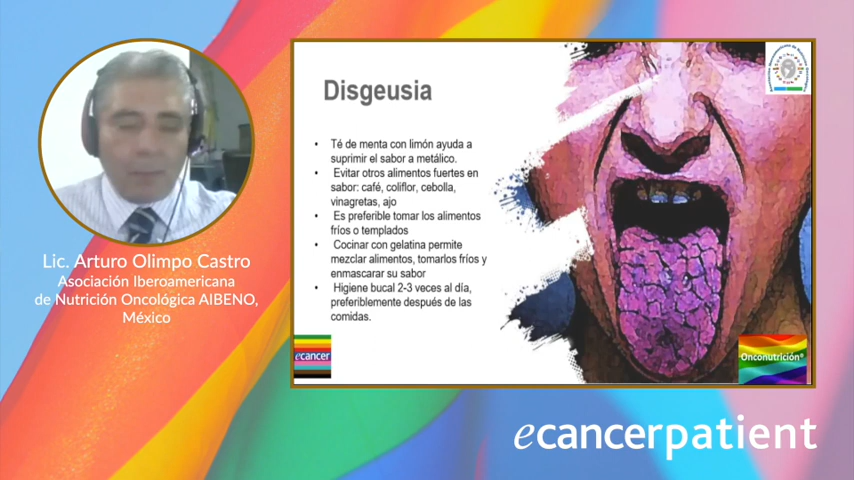 Disgeusia
• Té de menta con limón ayuda a
suprimir el sabor a metálico.
• Evitar otros alimentos fuertes en
sabor: café, coliflor, cebolla,
vinagretas, ajo
• Es preferible tomar los alimentos
fríos o templados
• Cocinar con gelatina permite
mezclar alimentos, tomarlos fríos y
enmascarar su sabor
• Higiene bucal 2-3 veces al día,
preferiblemente después de las
comidas.
ecancer
Onconutrición®
Lic. Arturo Olimpo Castro
Asociación Iberoamericana
de Nutrición Oncológica AIBENO,
México
ecancerpatient